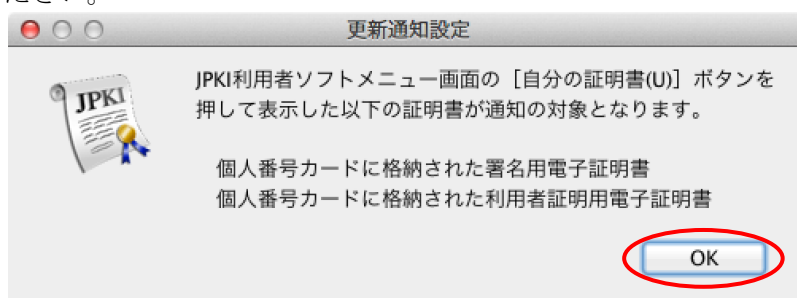 ださい。
更新通知設定
JPKI
JPKI利用者ソフトメニュー画面の［自分の証明書(U)］ボタンを
押して表示した以下の証明書が通知の対象となります。
個人番号カードに格納された署名用電子証明書
個人番号カードに格納された利用者証明用電子証明書
OK